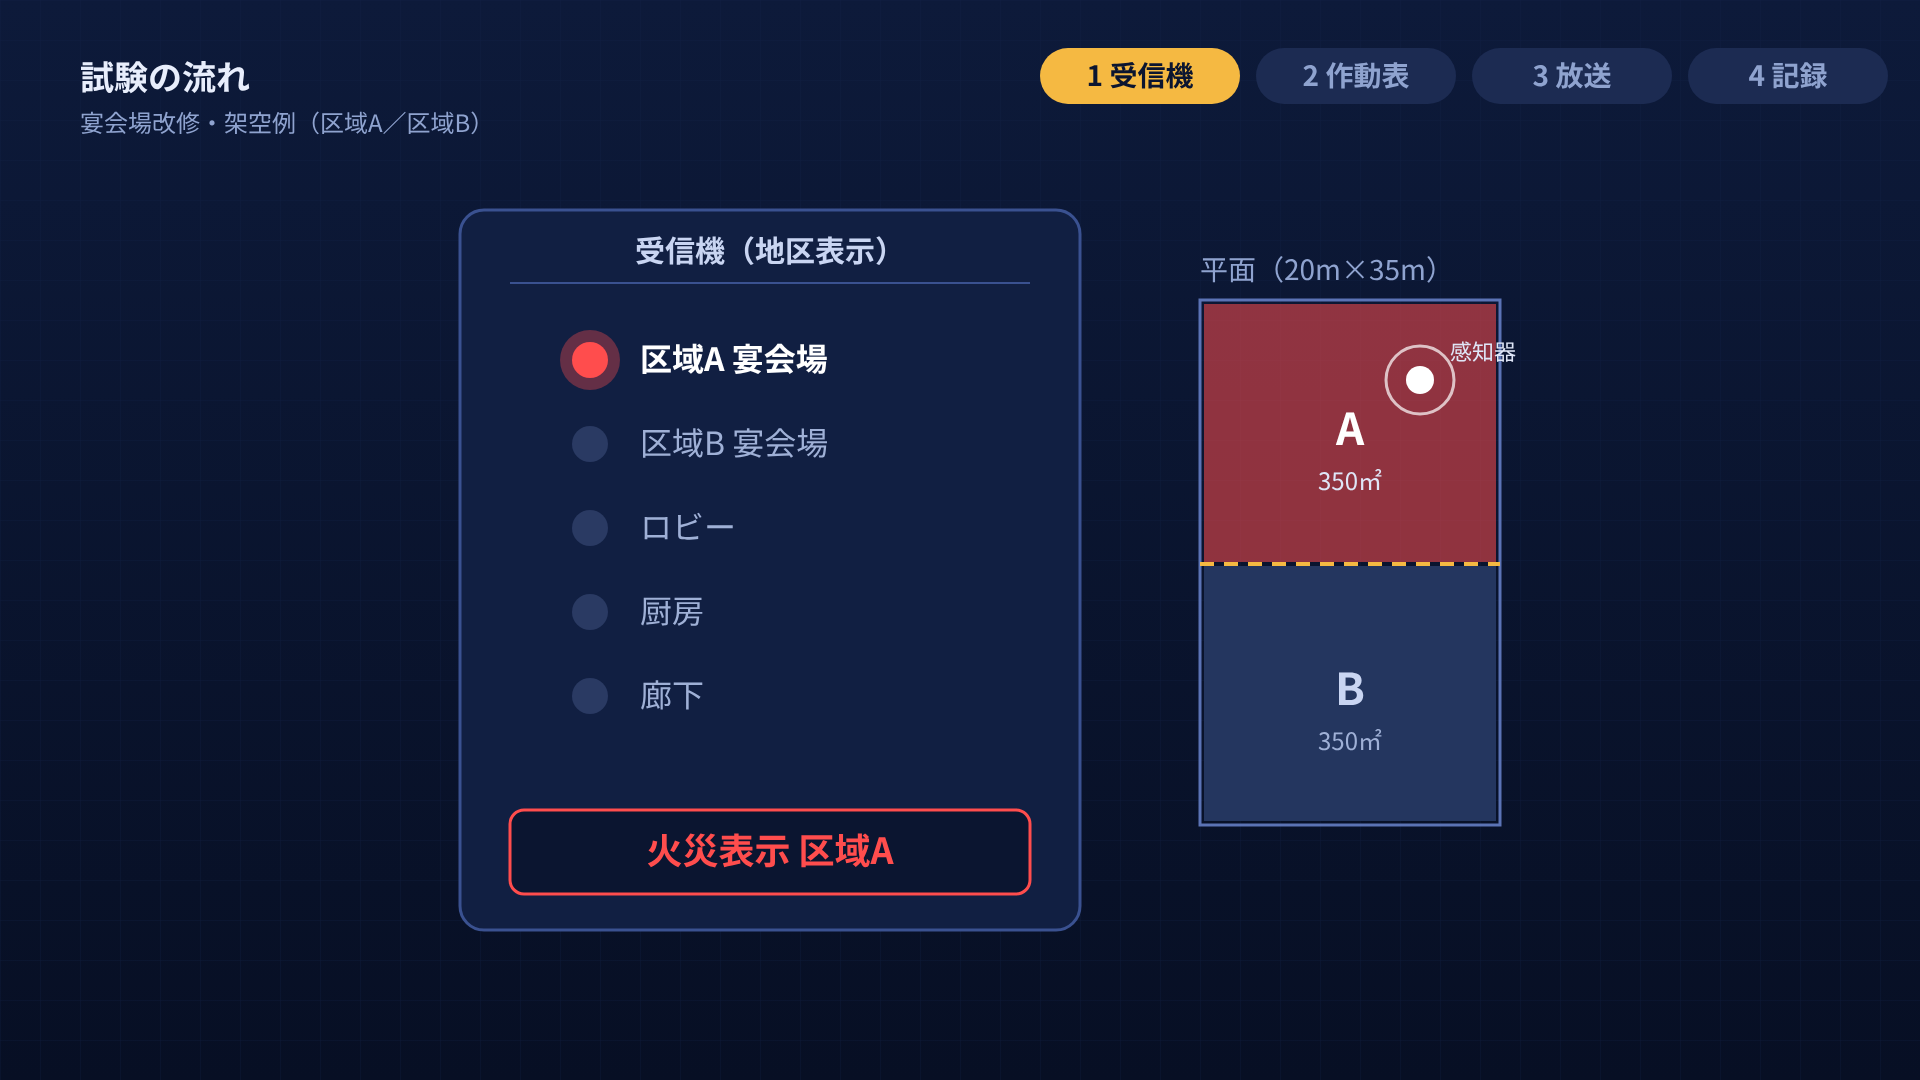 試験の流れ
宴会場改修・架空例（区域A／区域B）
1 受信機
2 作動表
3 放送
4 記録
受信機（地区表示）
区域A 宴会場
区域B 宴会場
ロビー
厨房
廊下
火災表示 区域A
平面（20m×35m）
感知器
A
350㎡
B
350㎡